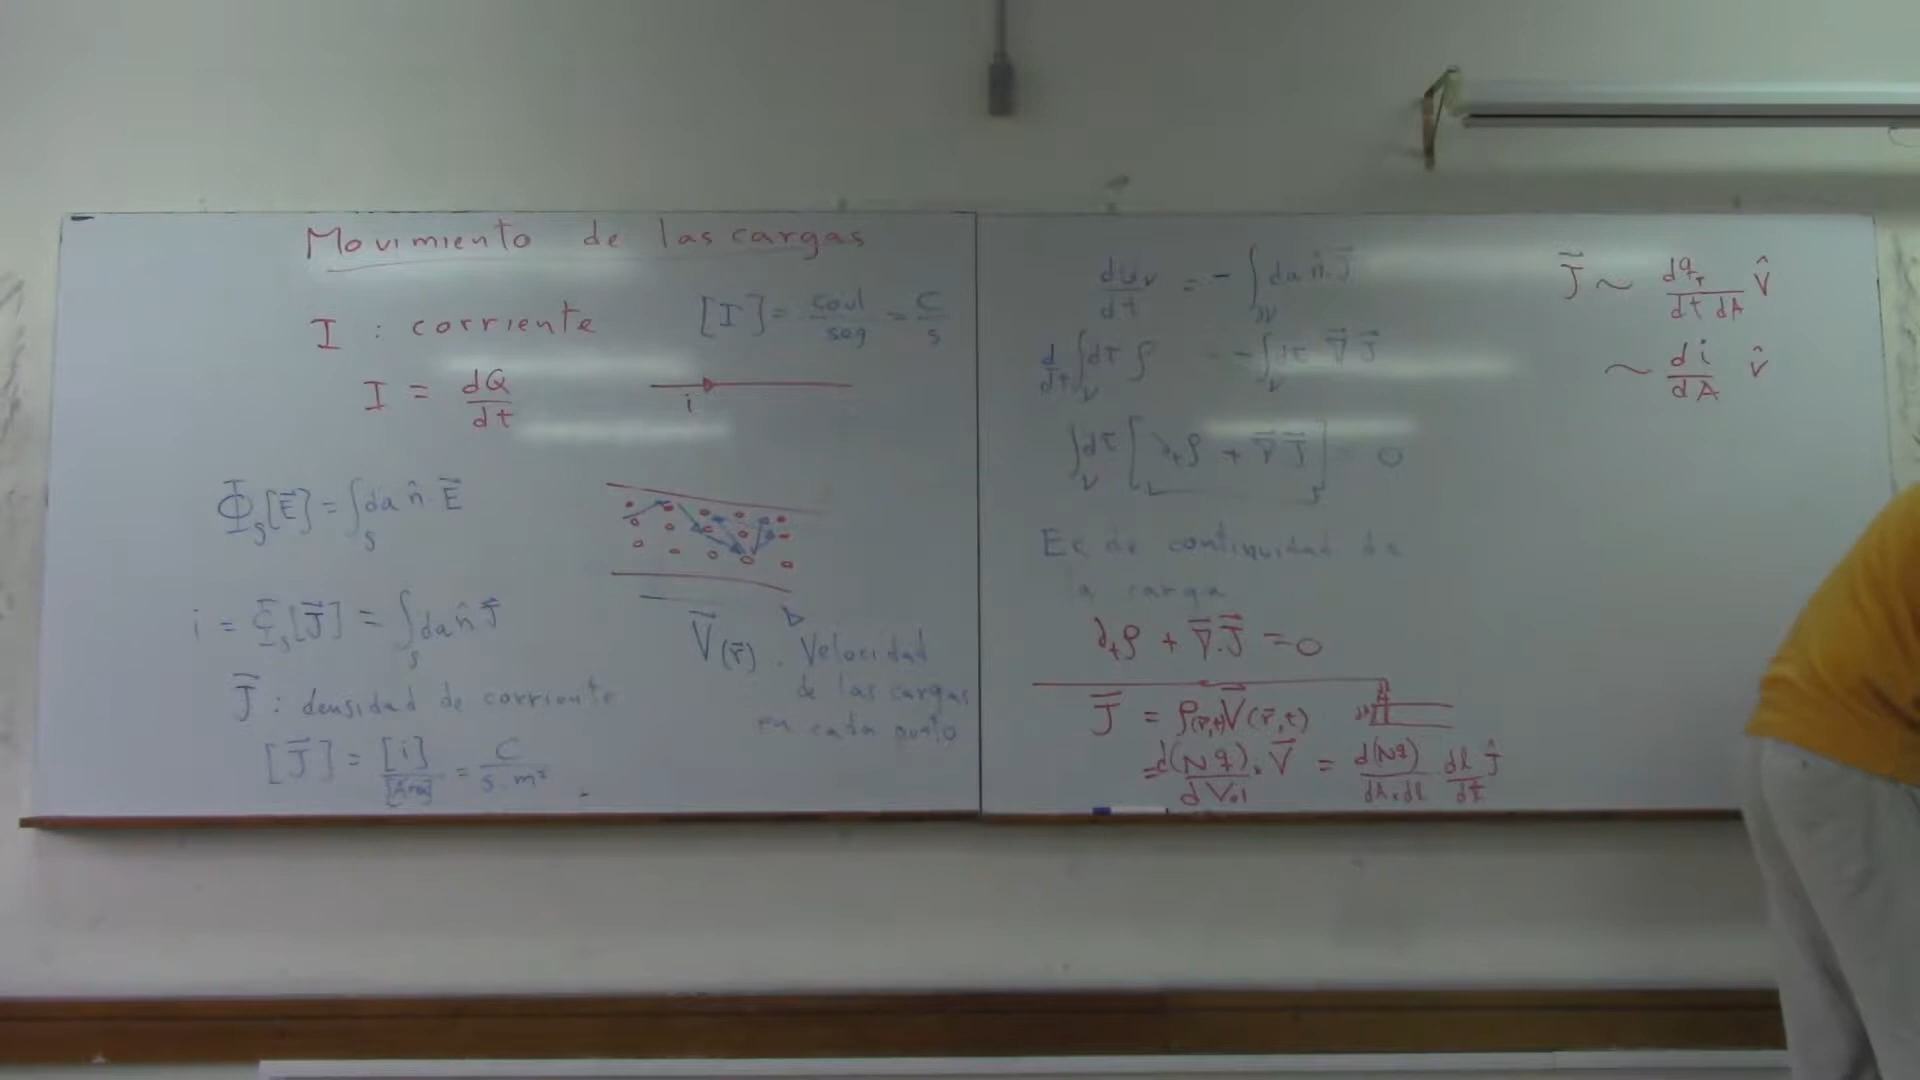 Movimiento de las cargas
I : corriente
[I] = coul/seg = C/s
I = dQ/dt
i
Φ_S[E⃗] = ∫_S da n̂ · E⃗
i = Φ_S[J⃗] = ∫_S da n̂ J⃗
J⃗ : densidad de corriente
[J⃗] = [i]/[Area] = C/s·m²
V⃗(r⃗) . Velocidad
de las cargas
en cada punto
dQ_V/dt = - ∫_∂V da n̂·J⃗
d/dt ∫_V dτ ρ = -∫_V dτ ∇⃗ J⃗
∫_V dτ [∂_t ρ + ∇⃗ J⃗] = 0
Ec de continuidad de
la carga
∂_t ρ + ∇⃗·J⃗ = 0
J⃗ = ρ(r⃗,t) V⃗(r⃗,t)
= d(Nq)/dVol · V⃗ = d(Nq)/dA·dl dl/dt Ĵ
J⃗ ~ dq_T/dt dA V̂
~ di/dA V̂